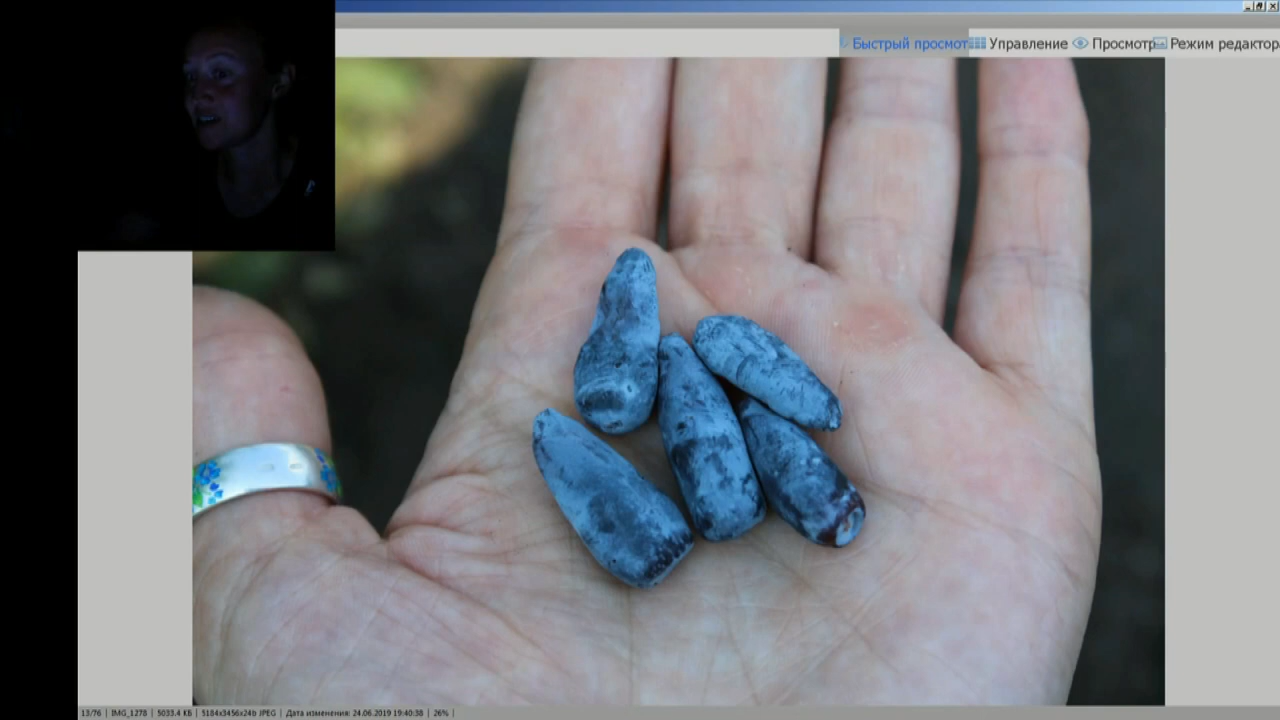 Быстрый просмот Управление Просмотр Режим редактор
13/76 | IMG_1278 | 5033.4 КБ | 5184x3456x24b JPEG | Дата изменения: 24.06.2019 19:40:38 | 26% |